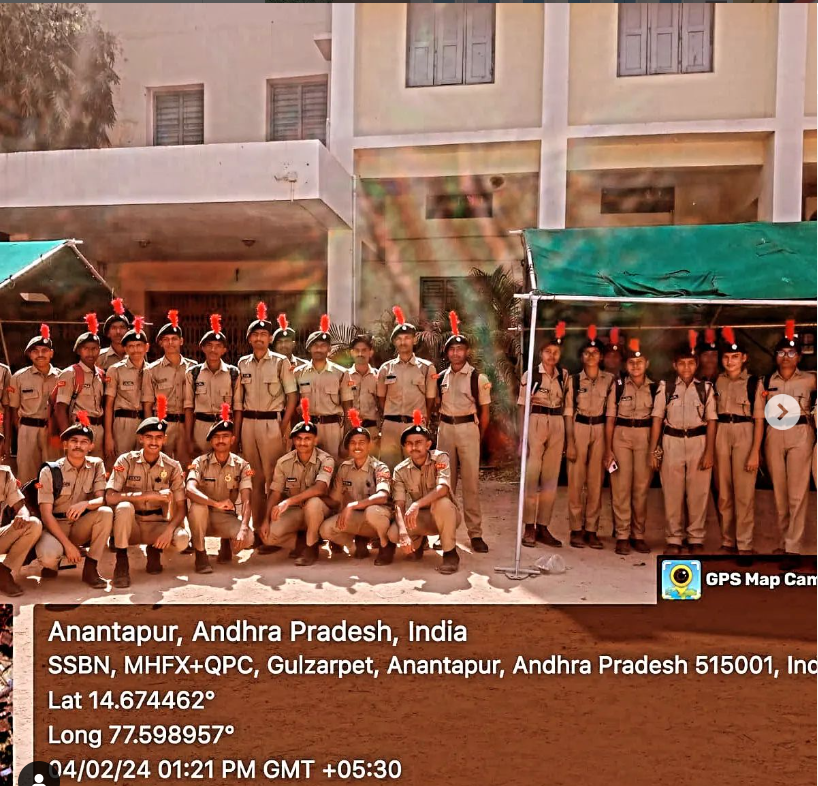 GPS Map Cam
Anantapur, Andhra Pradesh, India
SSBN, MHFX+QPC, Gulzarpet, Anantapur, Andhra Pradesh 515001, Ind
Lat 14.674462°
Long 77.598957°
04/02/24 01:21 PM GMT +05:30